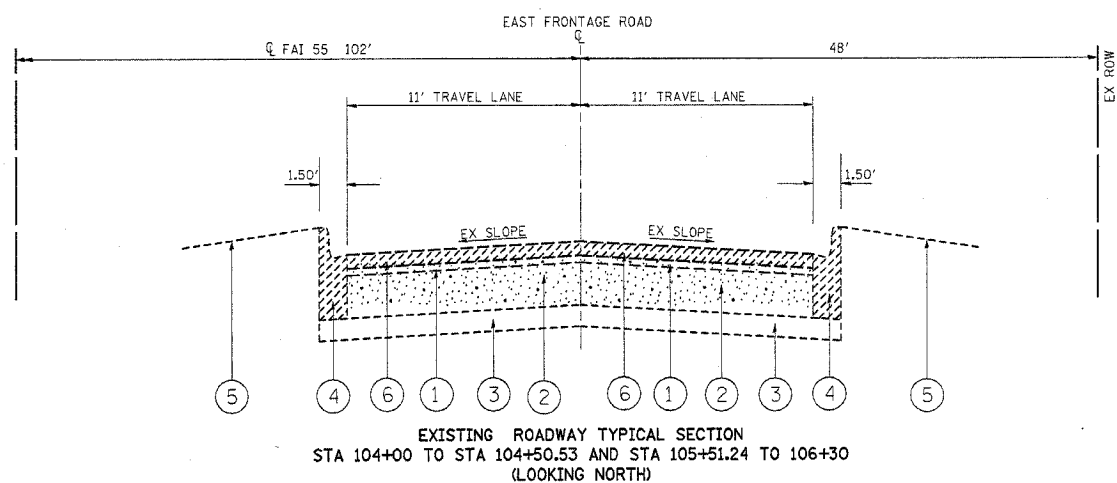 EAST FRONTAGE ROAD
℄
℄ FAI 55 102'
48'
EX ROW
11' TRAVEL LANE
11' TRAVEL LANE
1.50'
1.50'
EX SLOPE
EX SLOPE
5
4
6
1
3
2
6
1
2
3
4
5
EXISTING ROADWAY TYPICAL SECTION
STA 104+00 TO STA 104+50.53 AND STA 105+51.24 TO 106+30
(LOOKING NORTH)